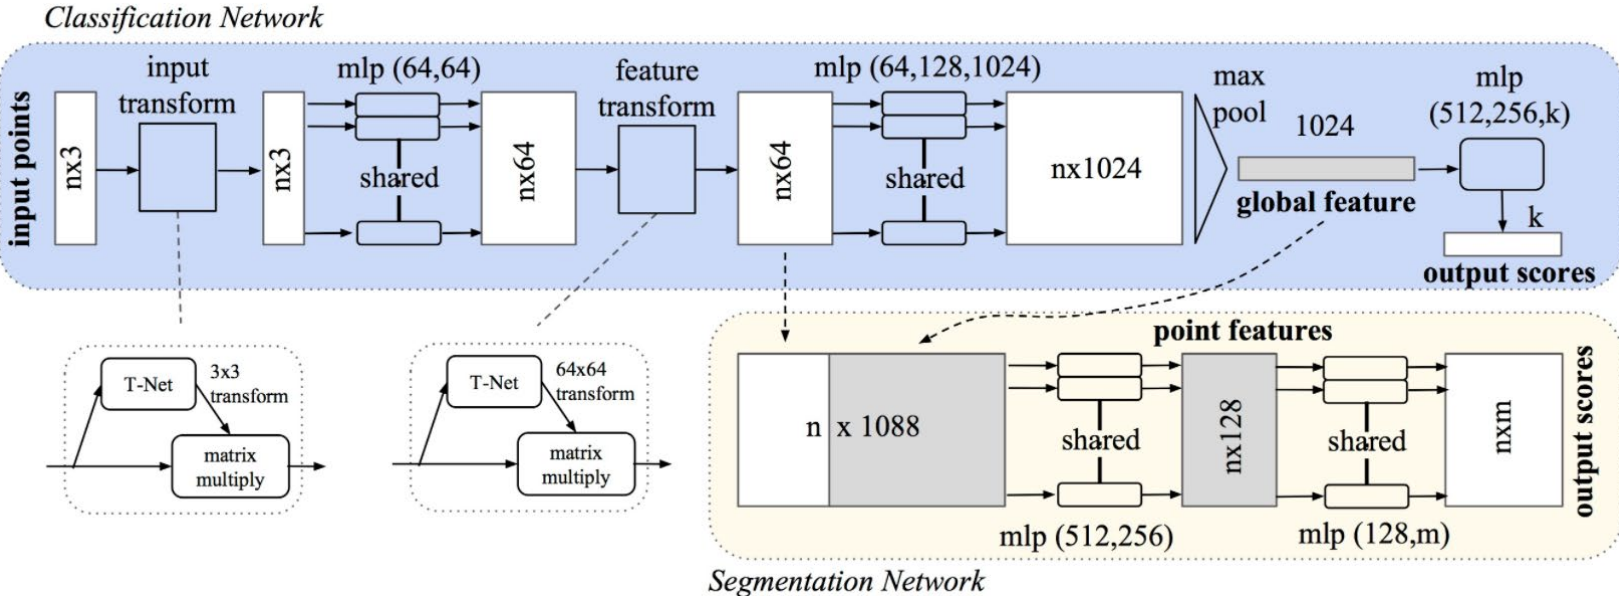 Classification Network
input points
nx3
input
transform
nx3
mlp (64,64)
shared
nx64
feature
transform
nx64
mlp (64,128,1024)
shared
nx1024
max
pool
1024
global feature
mlp
(512,256,k)
k
output scores
T-Net
3x3
transform
matrix
multiply
T-Net
64x64
transform
matrix
multiply
point features
n x 1088
shared
mlp (512,256)
nx128
shared
mlp (128,m)
nxm
output scores
Segmentation Network